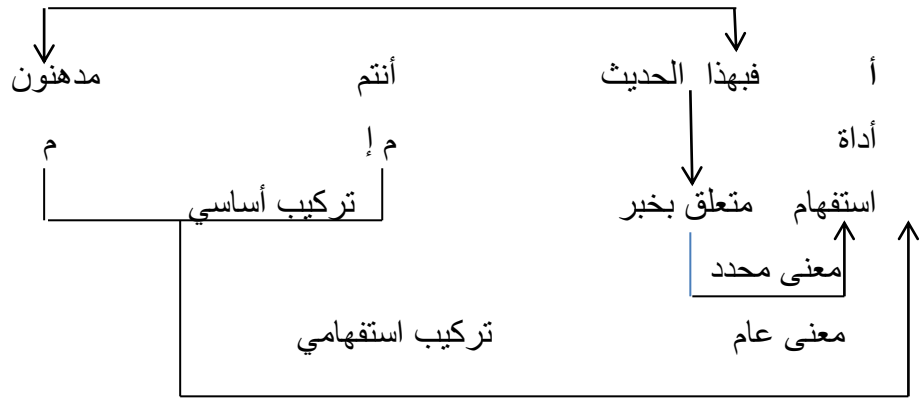 أ فبهذا الحديث أنتم مدهنون
أداة م إ م
استفهام متعلق بخبر تركيب أساسي
معنى محدد
معنى عام تركيب استفهامي